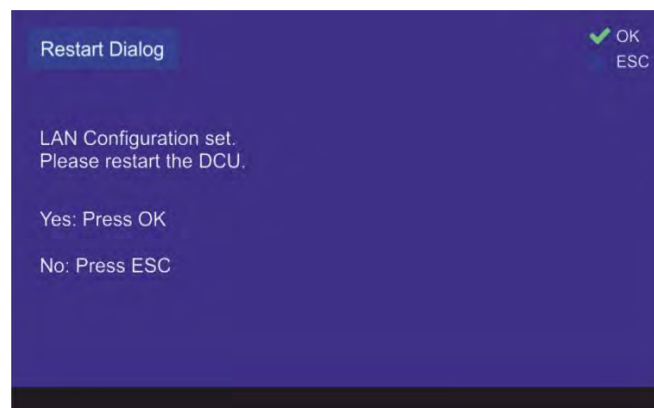 Restart Dialog
OK
ESC
LAN Configuration set.
Please restart the DCU.
Yes: Press OK
No: Press ESC